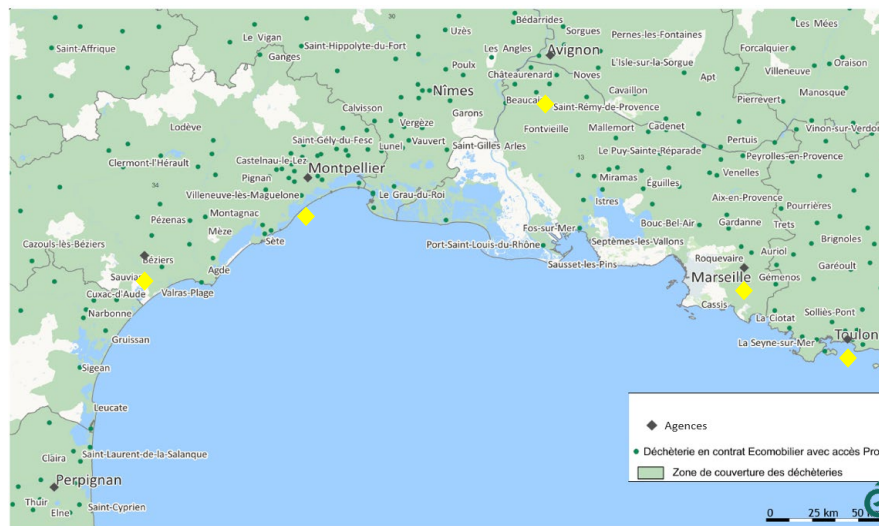 30
Bédarrides
Les Mées
Saint-Affrique
Le Vigan
Saint-Hippolyte-du-Fort
Uzès
Sorgues
Pernes-les-Fontaines
Ganges
Les Angles
Avignon
Forcalquier
Oraison
Poulx
L'Isle-sur-la-Sorgue
Villeneuve
Châteaurenard
Noves
Apt
Nîmes
Cavaillon
Manosque
Calvisson
Beaucai
Saint-Rémy-de-Provence
Pierrevert
Lodève
Vergèze
Garons
Fontvieille
Mallemort
Cadenet
Vinon-sur-Verdon
Saint-Gély-du-Fesc
Lunel
Vauvert
Saint-Gilles
Arles
Pertuis
Clermont-l'Hérault
Castelnau-le-Lez
Le Puy-Sainte-Réparade
Peyrolles-en-Provence
13
Pignan
Montpellier
Miramas
Éguilles
Venelles
34
Villeneuve-lès-Maguelone
Le Grau-du-Roi
Istres
Aix-en-Provence
Pourrières
Pézenas
Montagnac
Fos-sur-Mer
Bouc-Bel-Air
Gardanne
Trets
Cazouls-lès-Béziers
Mèze
Sète
Port-Saint-Louis-du-Rhône
Septèmes-les-Vallons
Brignoles
Béziers
Agde
Sausset-les-Pins
Roquevaire
Auriol
Garéoult
Sauvia
Marseille
Gémenos
Cuxac-d'Aude
Valras-Plage
Cassis
Narbonne
La Ciotat
Solliès-Pont
Gruissan
La Seyne-sur-Mer
Toulon
Sigean
Leucate
Agences
Déchèterie en contrat Ecomobilier avec accès Pro
Claira
Saint-Laurent-de-la-Salanque
Zone de couverture des déchèteries
Perpignan
Thuir
Elne
Saint-Cyprien
0 25 km 50 k